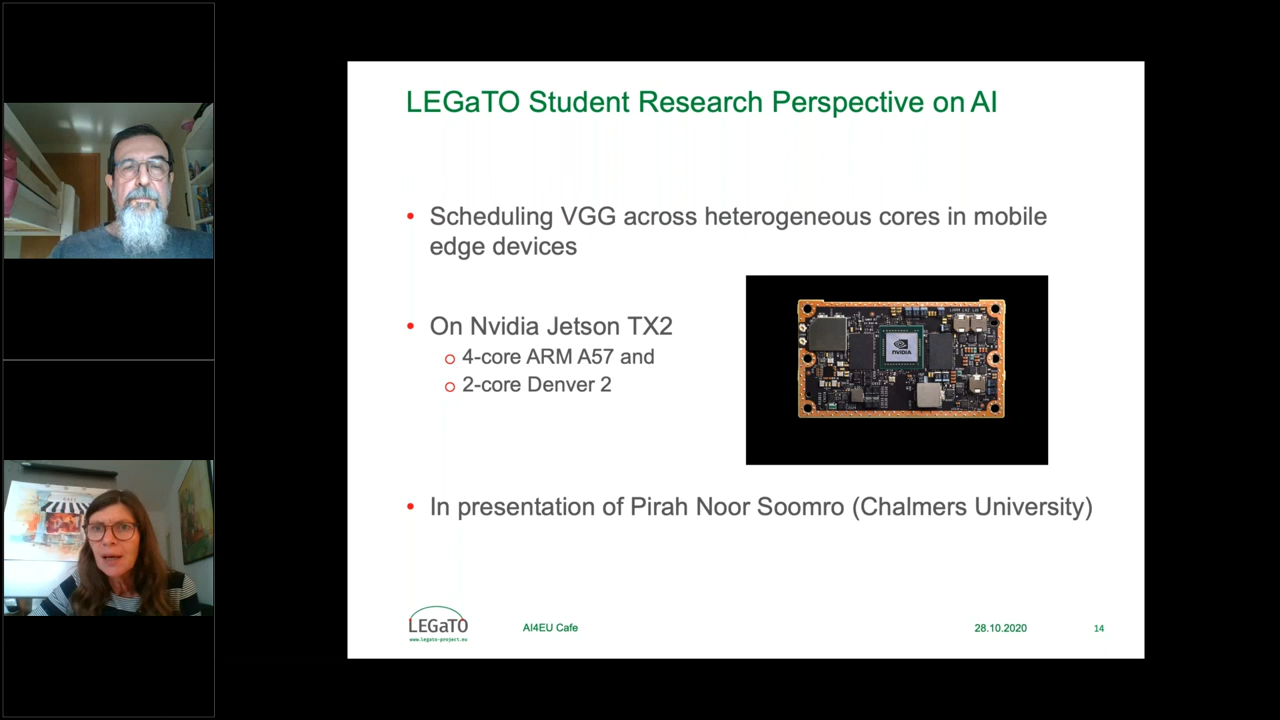 LEGaTO Student Research Perspective on AI
• Scheduling VGG across heterogeneous cores in mobile
edge devices
• On Nvidia Jetson TX2
o 4-core ARM A57 and
o 2-core Denver 2
NVIDIA
• In presentation of Pirah Noor Soomro (Chalmers University)
LEGaTO
www.legato-project.eu
AI4EU Cafe
28.10.2020
14